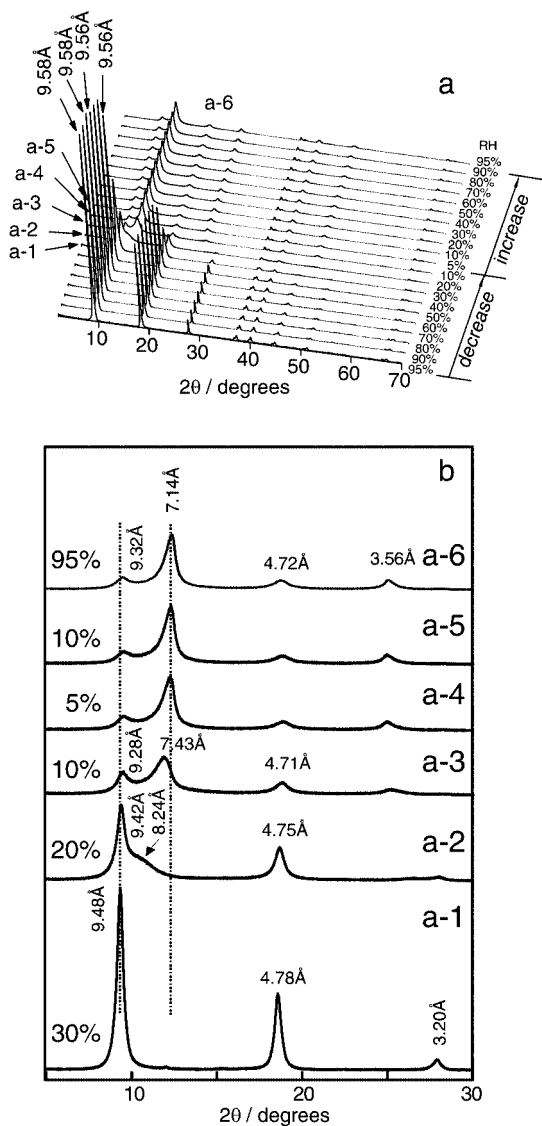 9.58Å
9.58Å
9.56Å
9.56Å
a
a-6
a-5
a-4
a-3
a-2
a-1
RH
95%
90%
80%
70%
60%
50%
40%
30%
20%
10%
5%
10%
20%
30%
40%
50%
60%
70%
80%
90%
95%
increase
decrease
10
20
30
40
50
60
70
2θ / degrees
b
7.14Å
9.32Å
95%
4.72Å
3.56Å
a-6
10%
a-5
5%
a-4
9.28Å
7.43Å
10%
4.71Å
a-3
9.42Å
8.24Å
20%
4.75Å
a-2
9.48Å
a-1
4.78Å
30%
3.20Å
10
20
30
2θ / degrees